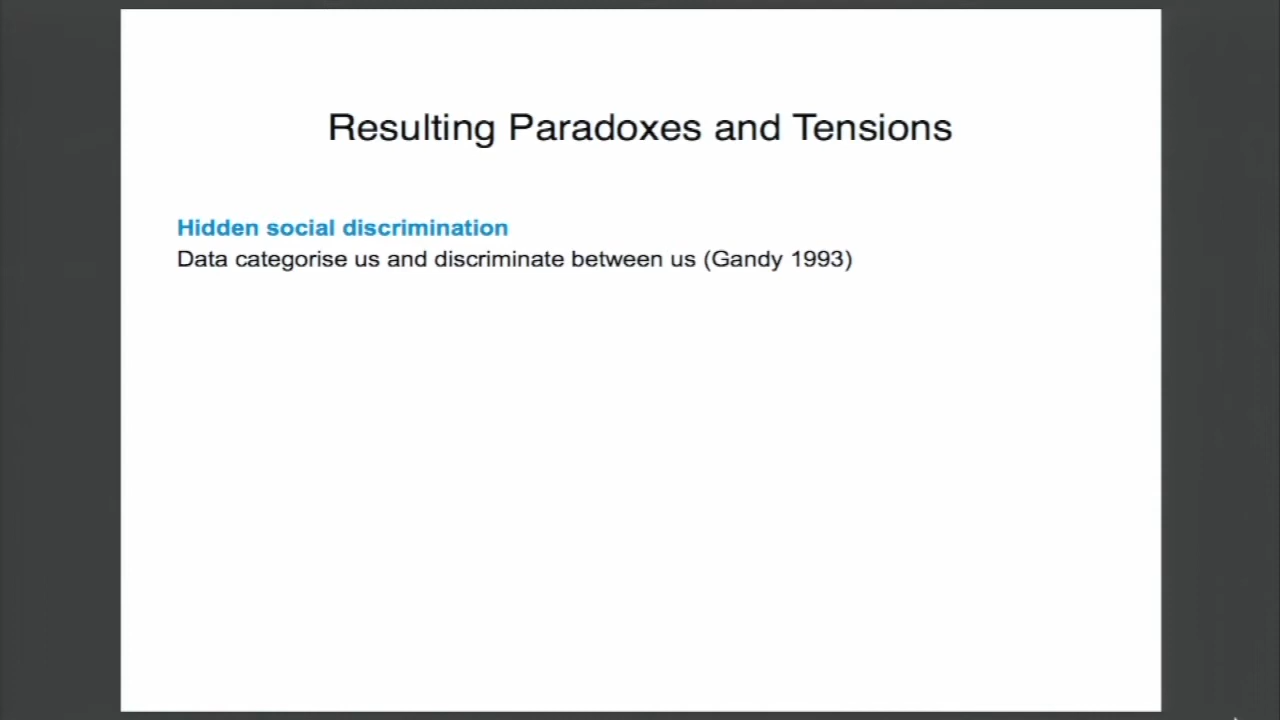 Resulting Paradoxes and Tensions
Hidden social discrimination
Data categorise us and discriminate between us (Gandy 1993)